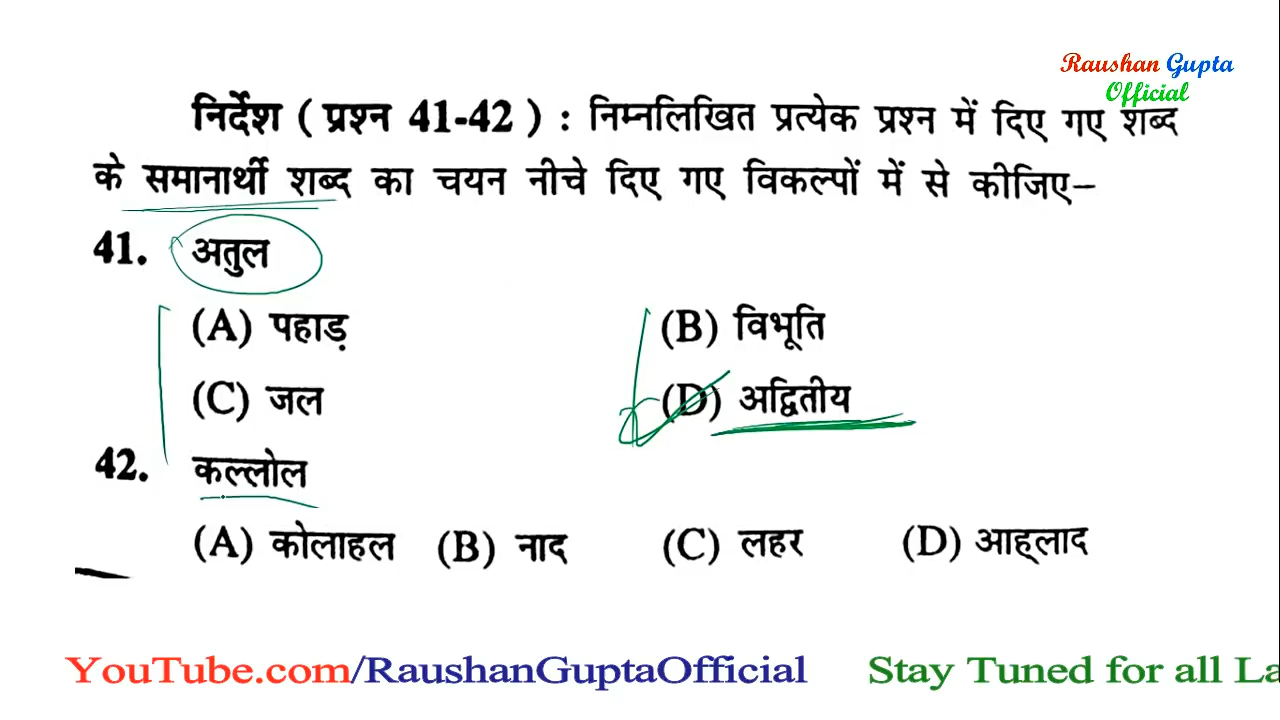 Raushan Gupta
Official
निर्देश ( प्रश्न 41-42 ) : निम्नलिखित प्रत्येक प्रश्न में दिए गए शब्द
के समानार्थी शब्द का चयन नीचे दिए गए विकल्पों में से कीजिए–
41. अतुल
(A) पहाड़ (B) विभूति
(C) जल (D) अद्वितीय
42. कल्लोल
(A) कोलाहल (B) नाद (C) लहर (D) आह्लाद
YouTube.com/RaushanGuptaOfficial Stay Tuned for all La